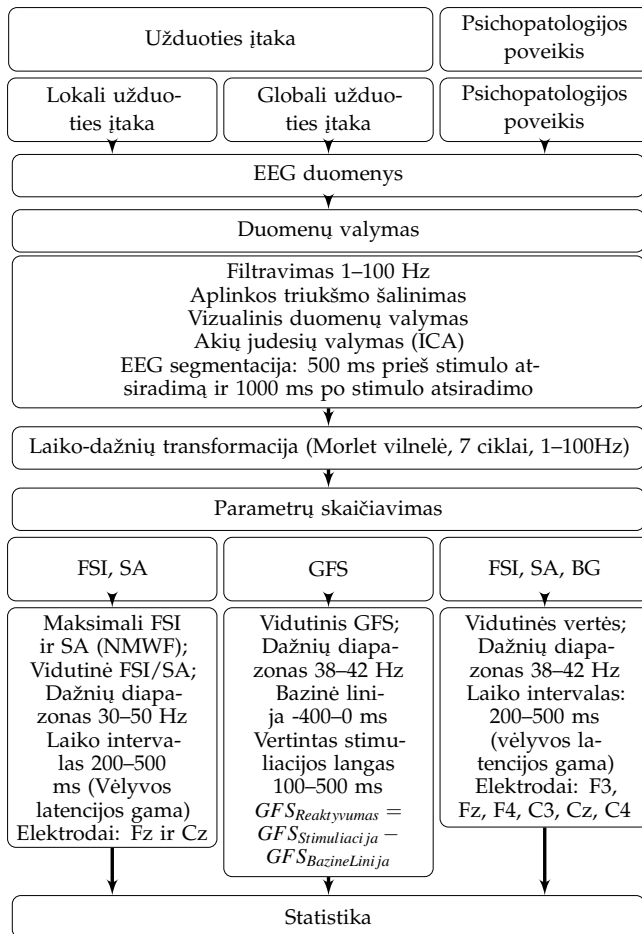 Užduoties įtaka
Psichopatologijos
poveikis
Lokali užduo-
ties įtaka
Globali užduo-
ties įtaka
Psichopatologijos
poveikis
EEG duomenys
Duomenų valymas
Filtravimas 1–100 Hz
Aplinkos triukšmo šalinimas
Vizualinis duomenų valymas
Akių judesių valymas (ICA)
EEG segmentacija: 500 ms prieš stimulo at-
siradimą ir 1000 ms po stimulo atsiradimo
Laiko-dažnių transformacija (Morlet vilnelė, 7 ciklai, 1–100Hz)
Parametrų skaičiavimas
FSI, SA
GFS
FSI, SA, BG
Maksimali FSI
ir SA (NMWF);
Vidutinė FSI/SA;
Dažnių diapa-
zonas 30–50 Hz
Laiko interva-
las 200–500
ms (Vėlyvos
latencijos gama)
Elektrodai: Fz ir Cz
Vidutinis GFS;
Dažnių diapa-
zonas 38–42 Hz
Bazinė lini-
ja -400–0 ms
Vertintas stimu-
liacijos langas
100–500 ms
GFS_Reaktyvumas =
GFS_Stimuliacija −
GFS_BazineLinija
Vidutinės vertės;
Dažnių diapa-
zonas 38–42 Hz
Laiko intervalas:
200–500 ms
(vėlyvos la-
tencijos gama)
Elektrodai: F3,
Fz, F4, C3, Cz, C4
Statistika